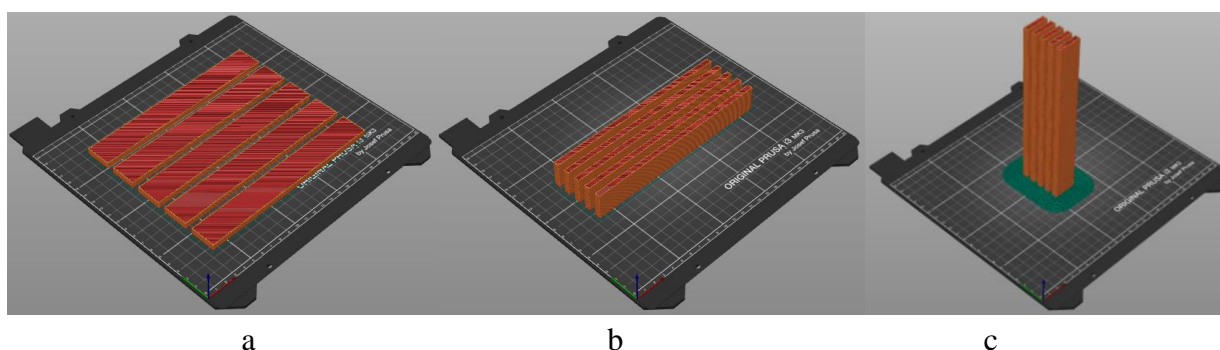 ORIGINAL PRUSA i3 MK3
by Josef Prusa
ORIGINAL PRUSA i3 MK3
by Josef Prusa
ORIGINAL PRUSA i3 MK3
by Josef Prusa
a
b
c